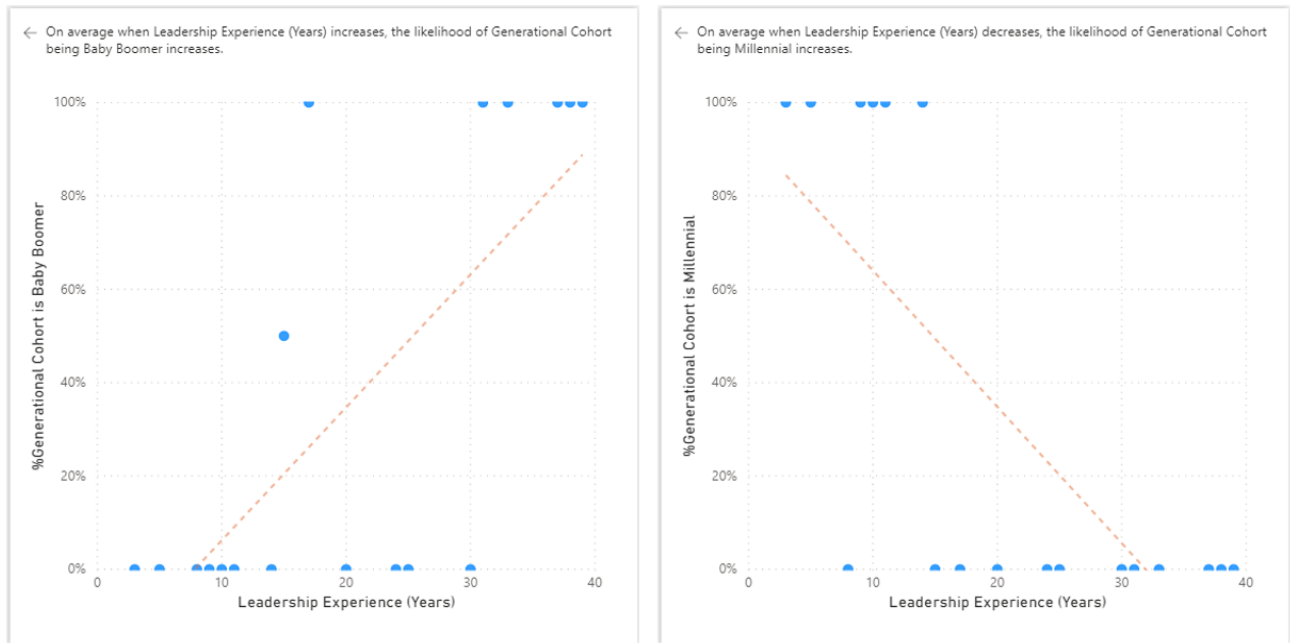 ← On average when Leadership Experience (Years) increases, the likelihood of Generational Cohort
being Baby Boomer increases.
100%
80%
60%
40%
20%
0%
%Generational Cohort is Baby Boomer
0 10 20 30 40
Leadership Experience (Years)
← On average when Leadership Experience (Years) decreases, the likelihood of Generational Cohort
being Millennial increases.
100%
80%
60%
40%
20%
0%
%Generational Cohort is Millennial
0 10 20 30 40
Leadership Experience (Years)